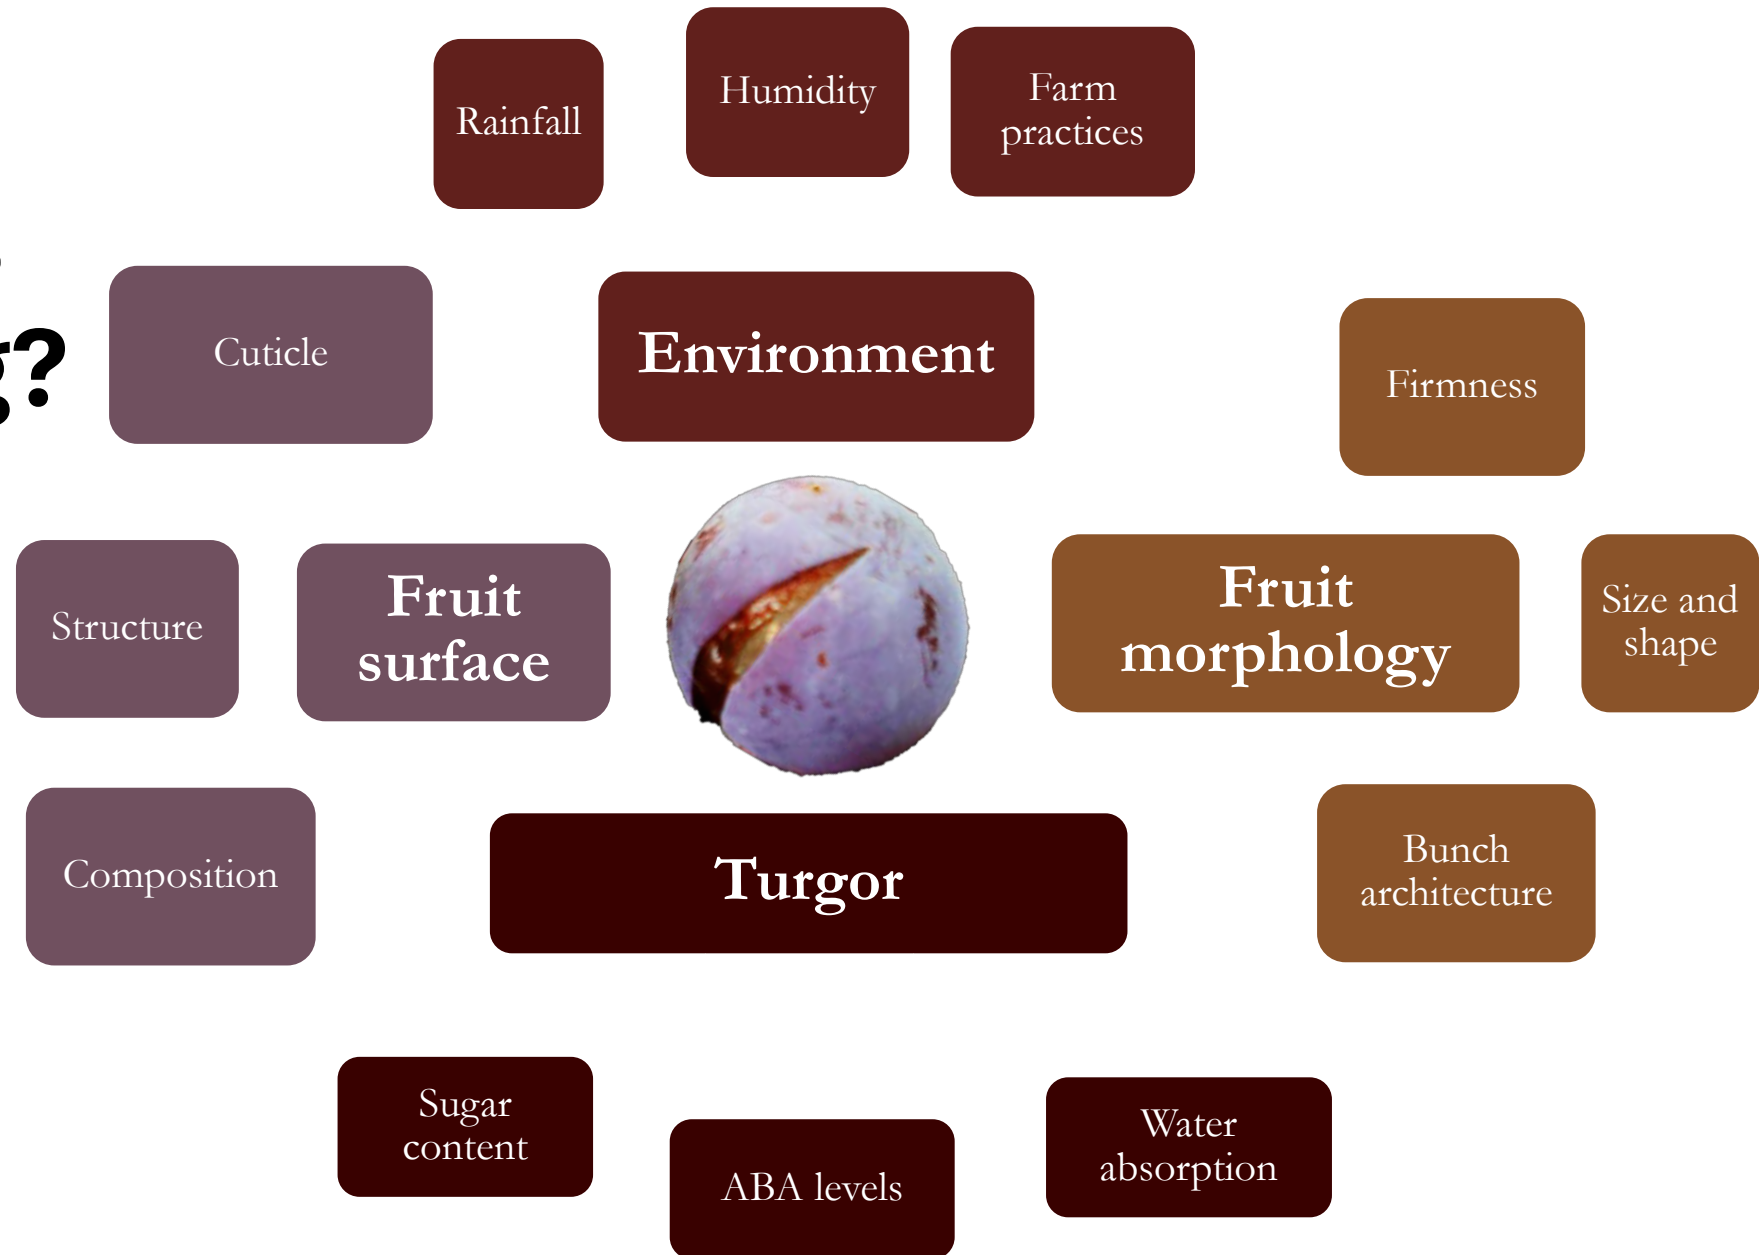 Rainfall
Humidity
Farm
practices
g?
Cuticle
Environment
Firmness
Structure
Fruit
surface
Fruit
morphology
Size and
shape
Composition
Turgor
Bunch
architecture
Sugar
content
ABA levels
Water
absorption